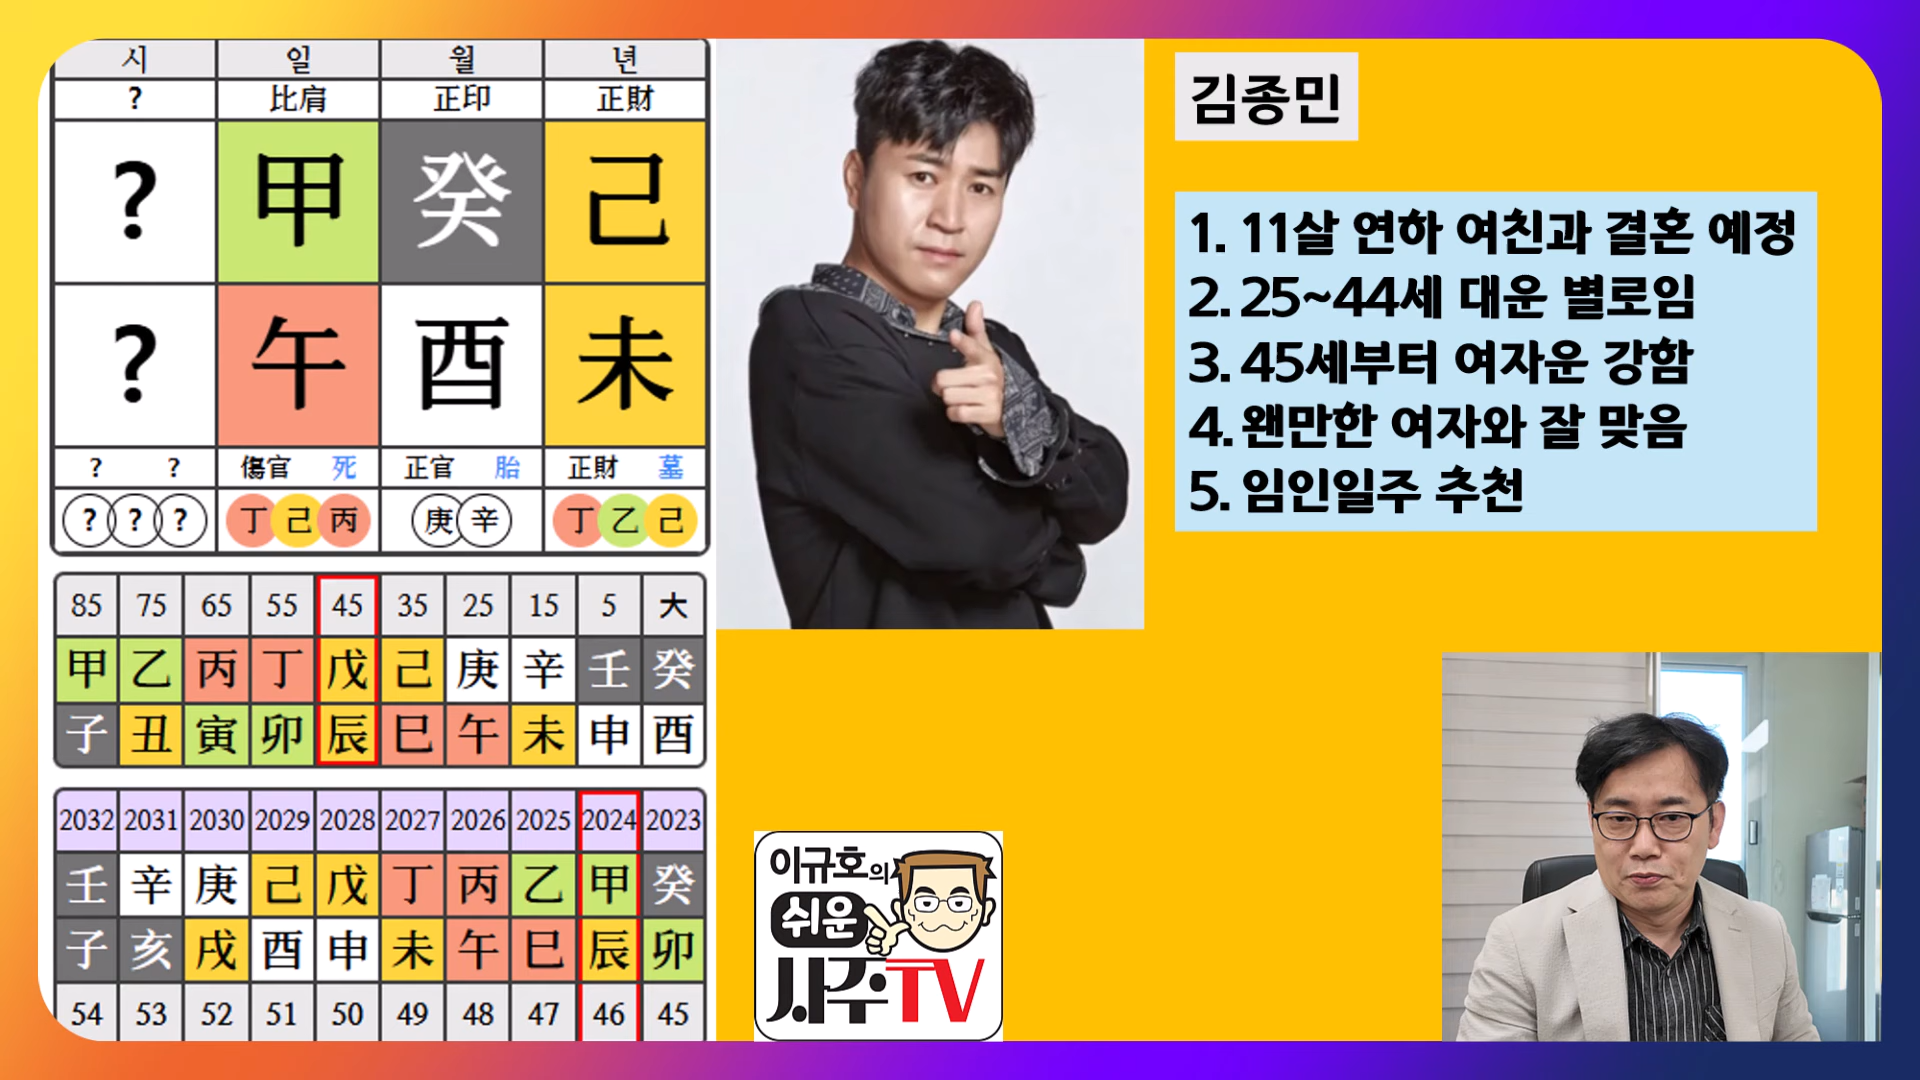 시 일 월 년
? 比肩 正印 正財
? 甲 癸 己
? 午 酉 未
? ? 傷官 死 正官 胎 正財 墓
? ? ? 丁 己 丙 庚 辛 丁 乙 己
85 75 65 55 45 35 25 15 5 大
甲 乙 丙 丁 戊 己 庚 辛 壬 癸
子 丑 寅 卯 辰 巳 午 未 申 酉
2032 2031 2030 2029 2028 2027 2026 2025 2024 2023
壬 辛 庚 己 戊 丁 丙 乙 甲 癸
子 亥 戌 酉 申 未 午 巳 辰 卯
54 53 52 51 50 49 48 47 46 45
김종민
1. 11살 연하 여친과 결혼 예정
2. 25~44세 대운 별로임
3. 45세부터 여자운 강함
4. 왠만한 여자와 잘 맞음
5. 임인일주 추천
이규호의
쉬운
사주TV